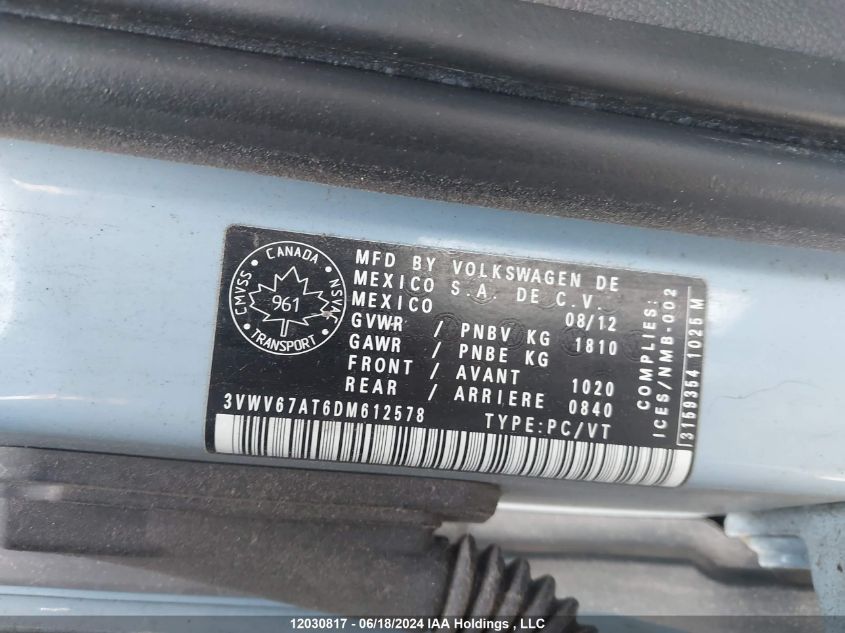 CANADA
CMVSS
NSVAC
961
TRANSPORT
MFD BY VOLKSWAGEN DE
MEXICO S.A. DE C.V.
MEXICO 08/12
GVWR / PNBV KG 1810
GAWR / PNBE KG
FRONT / AVANT 1020
REAR / ARRIERE 0840
3VWV67AT6DM612578 TYPE:PC/VT
COMPLIES:
ICES/NMB-002
3159354 1025 M
12030817 - 06/18/2024 IAA Holdings , LLC